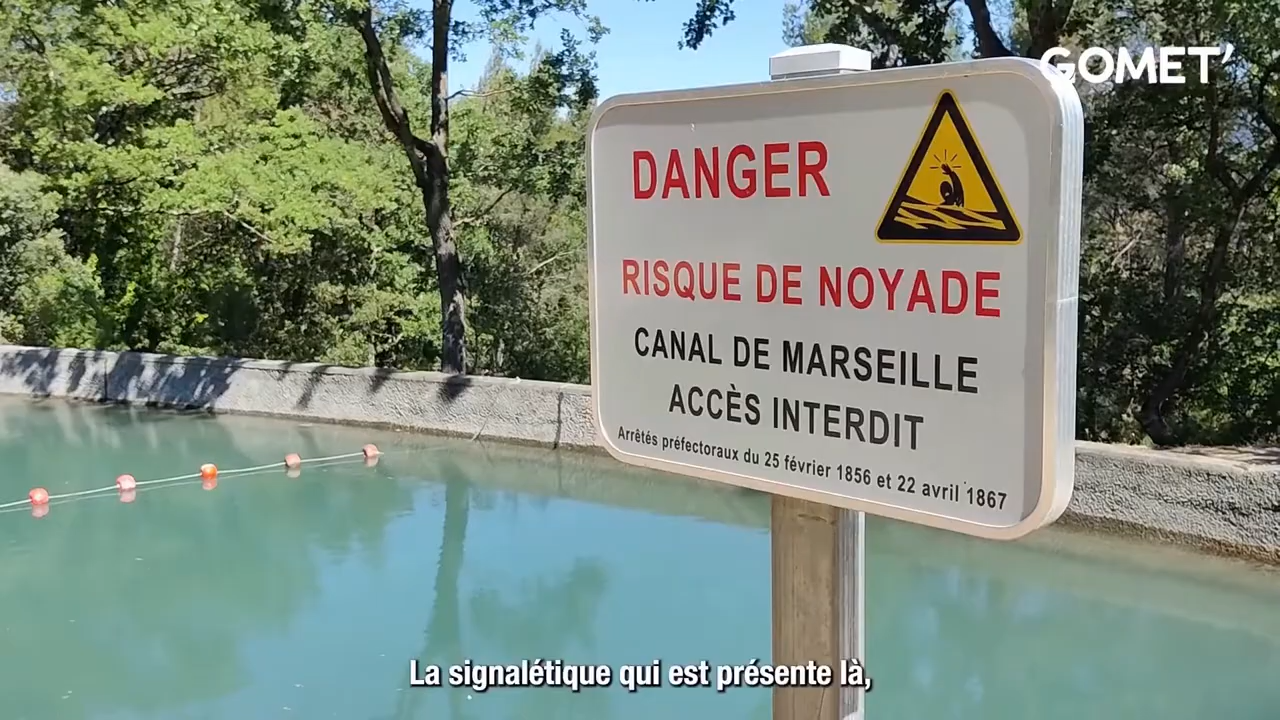 GOMET'
DANGER
RISQUE DE NOYADE
CANAL DE MARSEILLE
ACCÈS INTERDIT
Arrêtés préfectoraux du 25 février 1856 et 22 avril 1867
La signalétique qui est présente là,